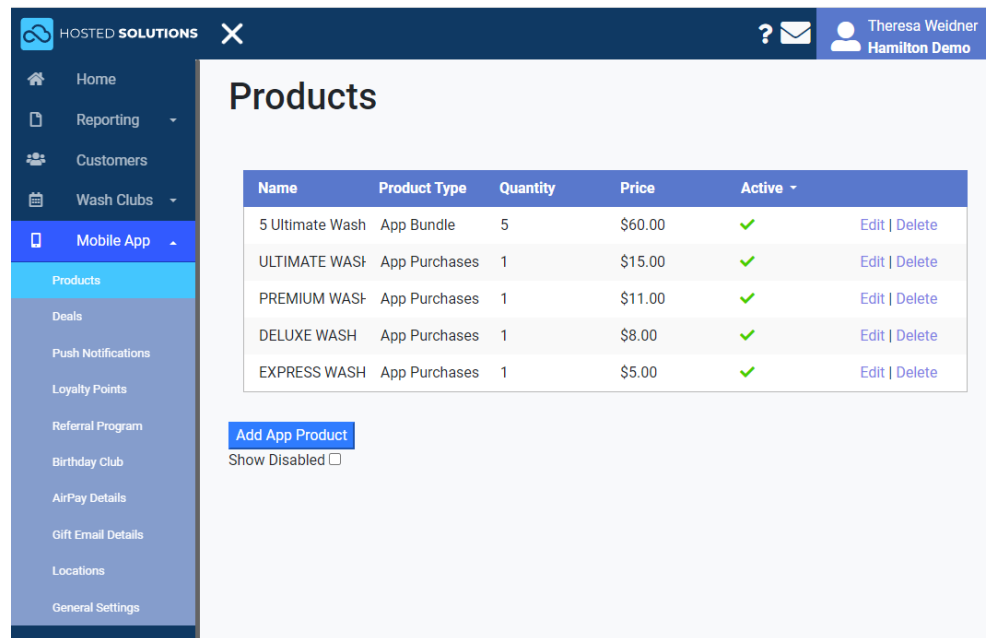 HOSTED SOLUTIONS
?
Theresa Weidner
Hamilton Demo
Home
Reporting
Customers
Wash Clubs
Mobile App
Products
Deals
Push Notifications
Loyalty Points
Referral Program
Birthday Club
AirPay Details
Gift Email Details
Locations
General Settings
Products
Name Product Type Quantity Price Active
5 Ultimate Wash App Bundle 5 $60.00 Edit | Delete
ULTIMATE WASH App Purchases 1 $15.00 Edit | Delete
PREMIUM WASH App Purchases 1 $11.00 Edit | Delete
DELUXE WASH App Purchases 1 $8.00 Edit | Delete
EXPRESS WASH App Purchases 1 $5.00 Edit | Delete
Add App Product
Show Disabled